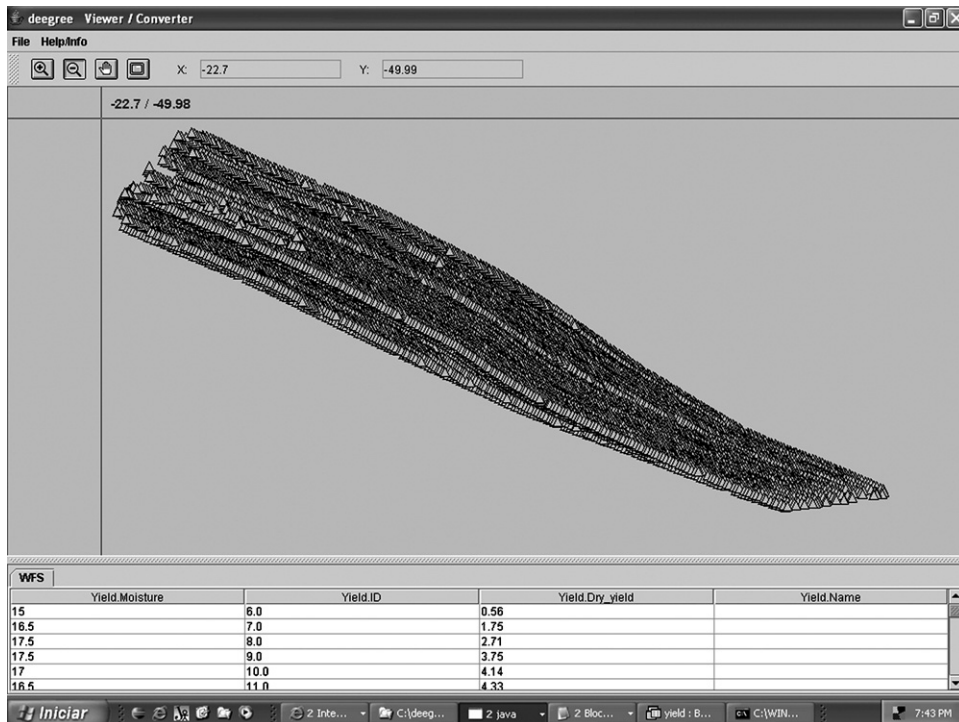 deegree Viewer / Converter
File Help/Info
X: -22.7 Y: -49.99
-22.7 / -49.98
WFS
Yield.Moisture Yield.ID Yield.Dry_yield Yield.Name
15 6.0 0.56
16.5 7.0 1.75
17.5 8.0 2.71
17.5 9.0 3.75
17 10.0 4.14
16.5 11.0 4.33
Iniciar 2 Inte... C:\deeg... 2 java 2 Bloc... yield : B... C:\WIN... 7:43 PM